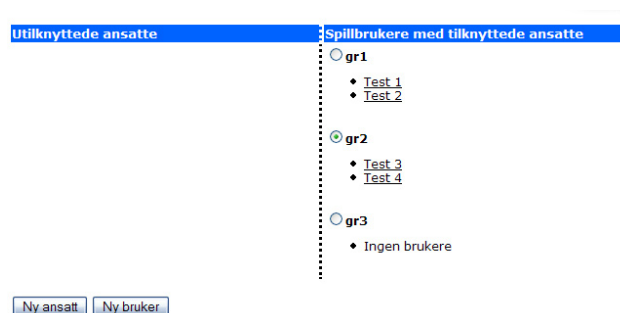 Utilknyttede ansatte
Spillbrukere med tilknyttede ansatte
gr1
Test 1
Test 2
gr2
Test 3
Test 4
gr3
Ingen brukere
Ny ansatt
Ny bruker